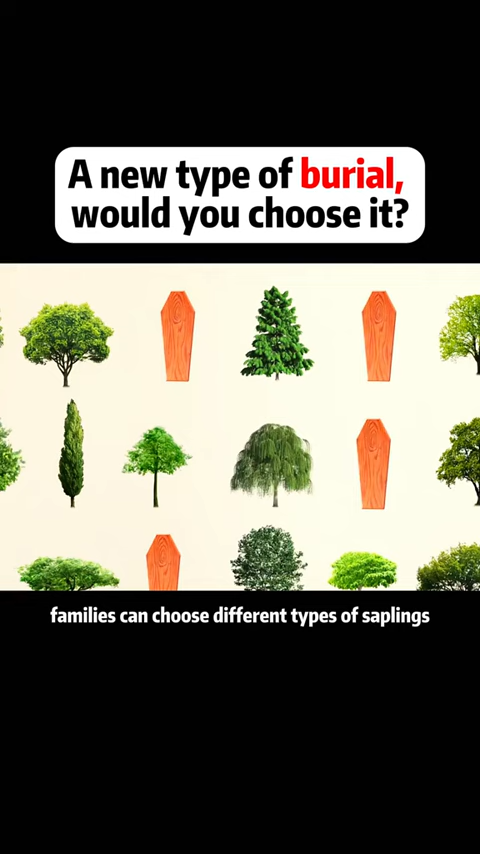 A new type of burial,
would you choose it?
families can choose different types of saplings